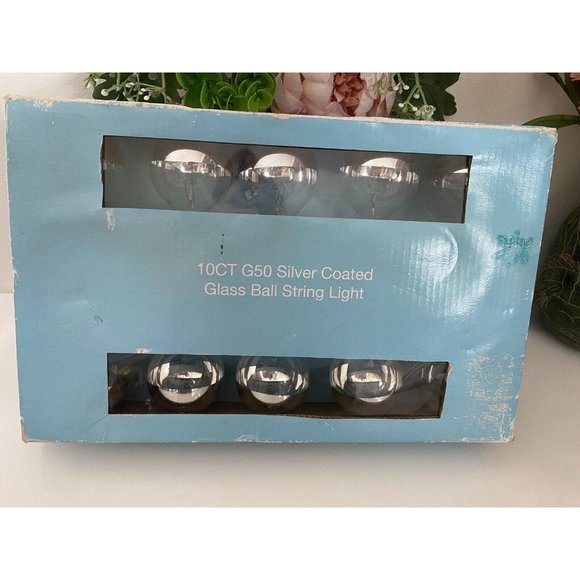 10CT G50 Silver Coated
Glass Ball String Light